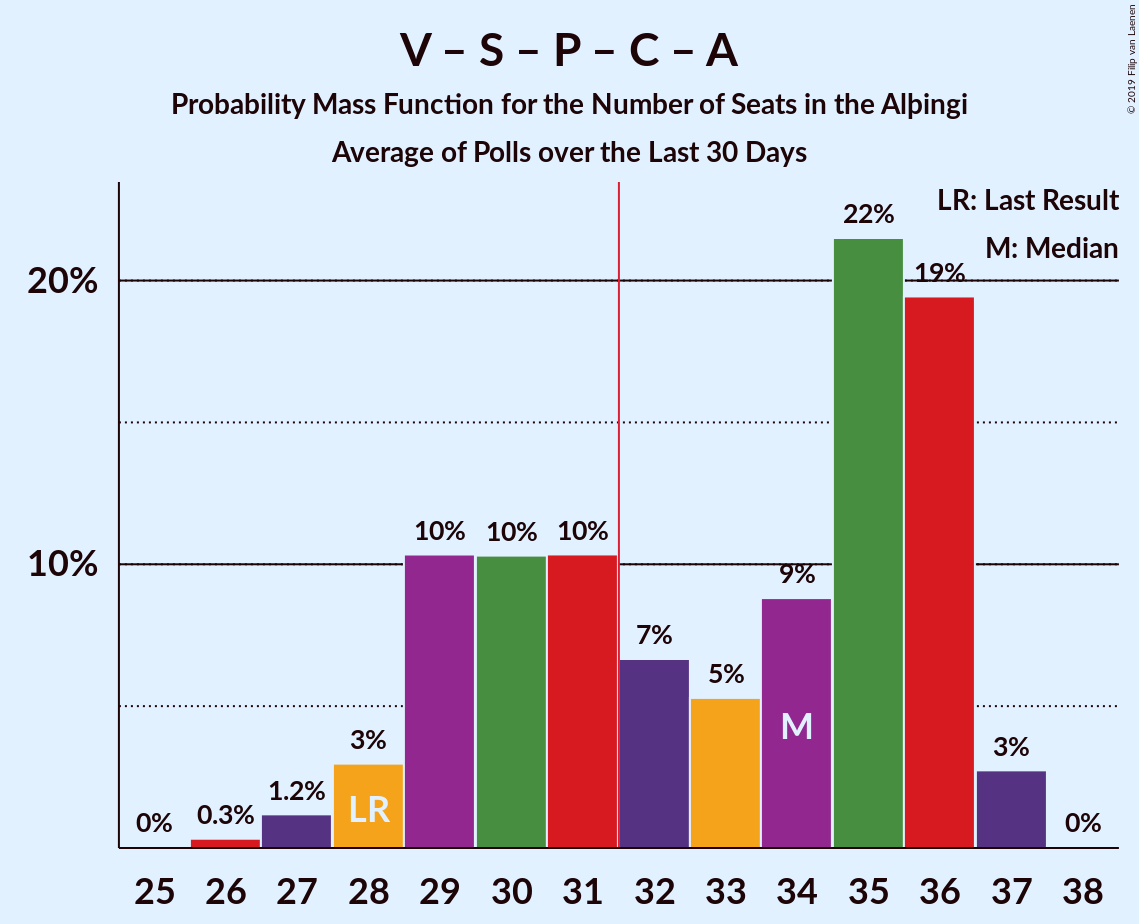 V – S – P – C – A
Probability Mass Function for the Number of Seats in the Alþingi
Average of Polls over the Last 30 Days
© 2019 Filip van Laenen
LR: Last Result
M: Median
20%
10%
0%
0.3%
1.2%
3%
10%
10%
10%
7%
5%
9%
22%
19%
3%
0%
LR
M
25 26 27 28 29 30 31 32 33 34 35 36 37 38